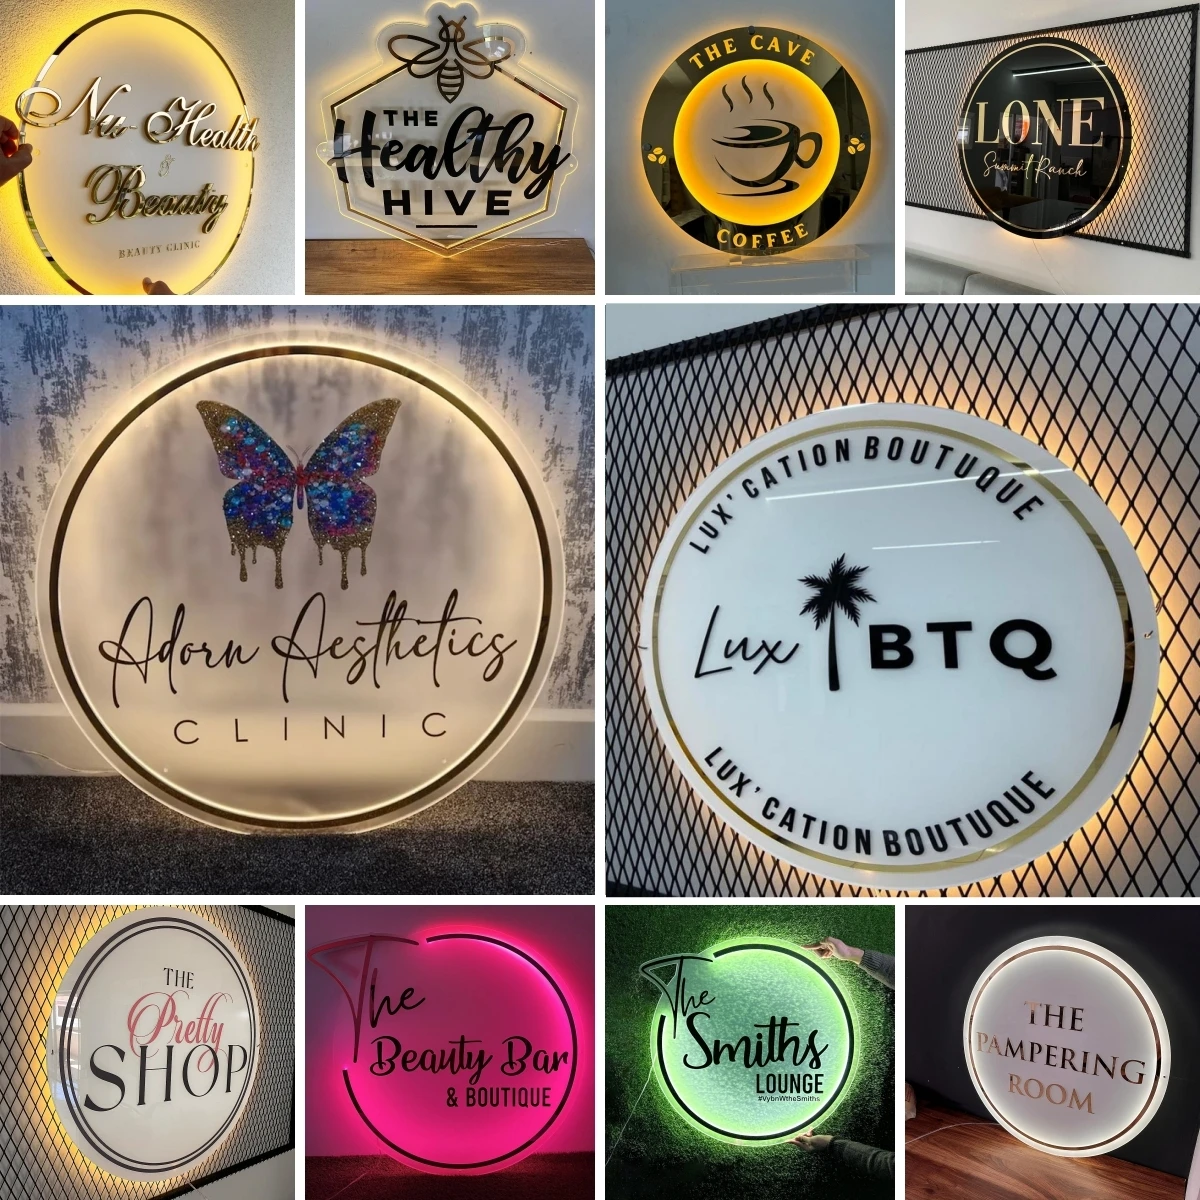 Nu-Health
&
Beauty
BEAUTY CLINIC
THE
Healthy
HIVE
THE CAVE
COFFEE
LONE
Summit Ranch
Adorn Aesthetics
CLINIC
LUX'CATION BOUTUQUE
Lux BTQ
LUX'CATION BOUTUQUE
THE
Pretty
SHOP
The
Beauty Bar
& BOUTIQUE
The
Smiths
LOUNGE
#VybnWtheSmiths
THE
PAMPERING
ROOM